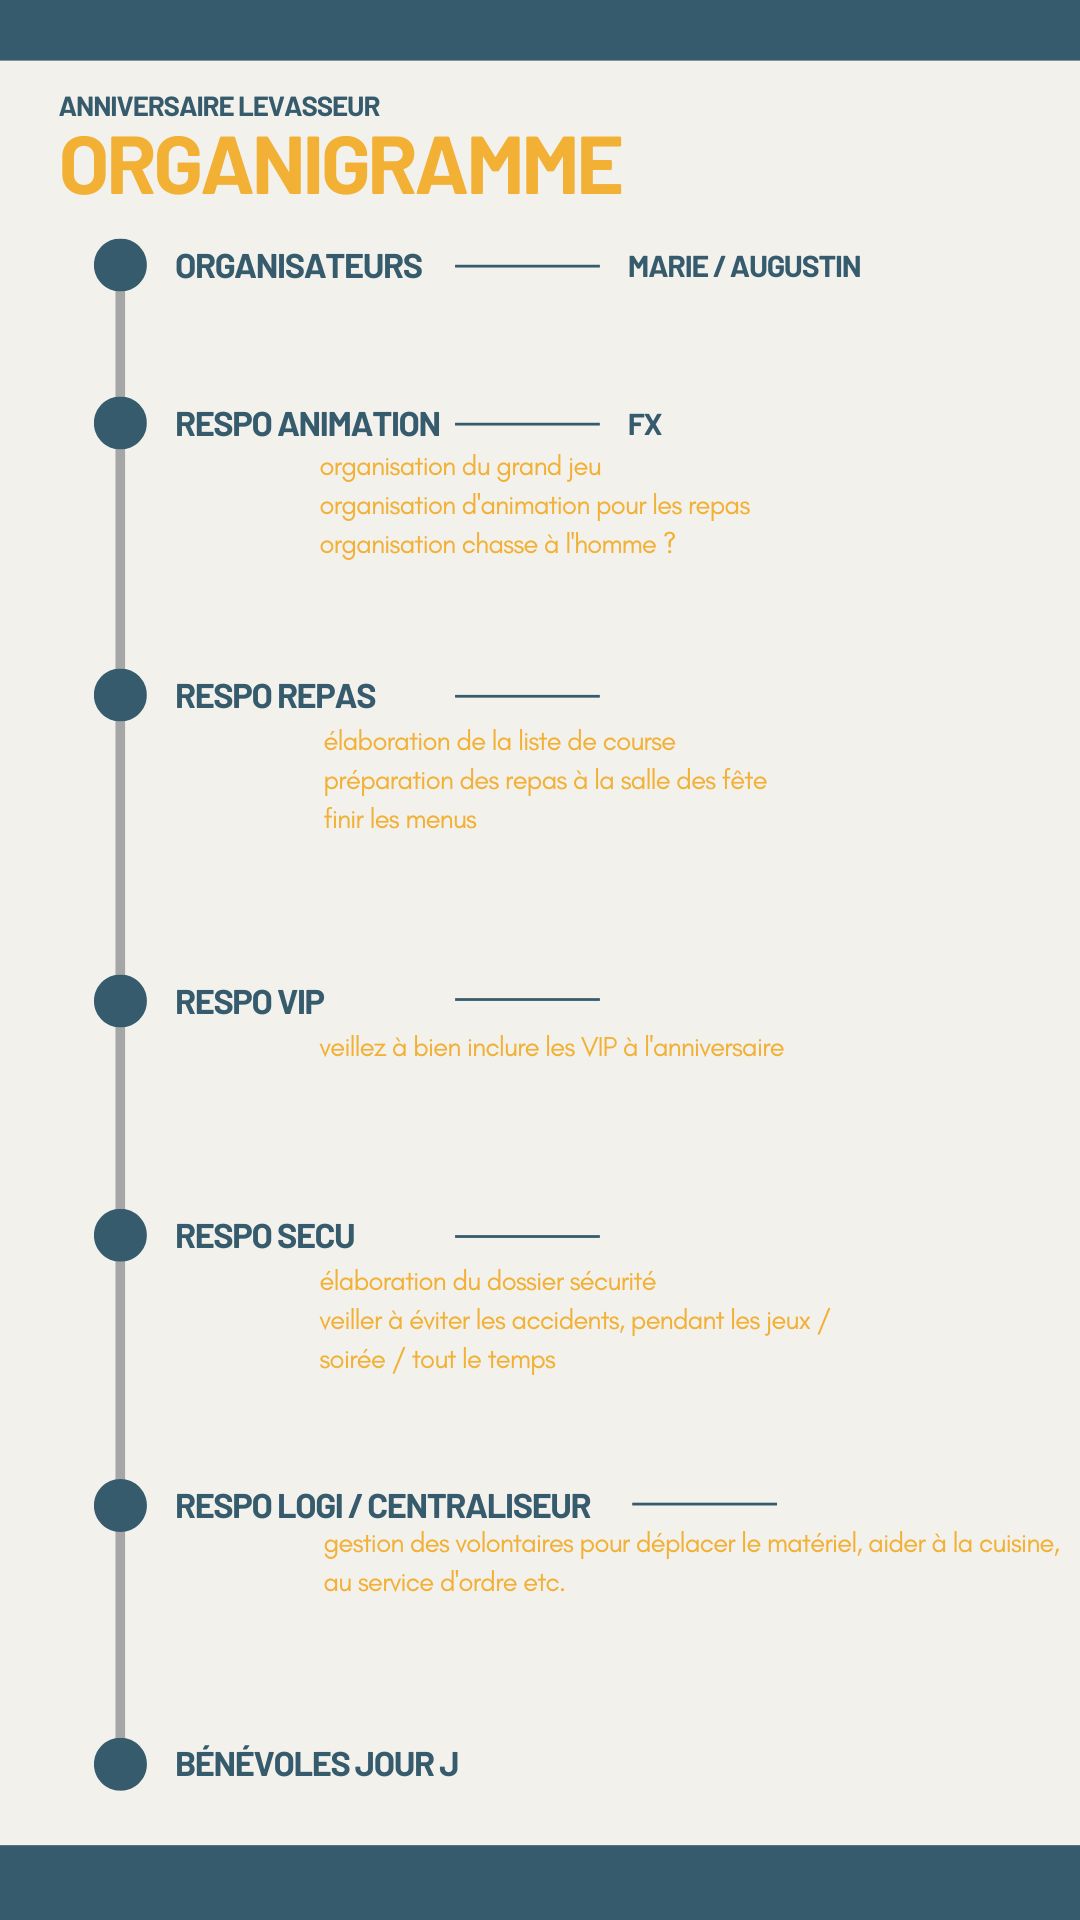 ANNIVERSAIRE LEVASSEUR
ORGANIGRAMME
ORGANISATEURS MARIE / AUGUSTIN
RESPO ANIMATION FX
organisation du grand jeu
organisation d'animation pour les repas
organisation chasse à l'homme ?
RESPO REPAS
élaboration de la liste de course
préparation des repas à la salle des fête
finir les menus
RESPO VIP
veillez à bien inclure les VIP à l'anniversaire
RESPO SECU
élaboration du dossier sécurité
veiller à éviter les accidents, pendant les jeux /
soirée / tout le temps
RESPO LOGI / CENTRALISEUR
gestion des volontaires pour déplacer le matériel, aider à la cuisine,
au service d'ordre etc.
BÉNÉVOLES JOUR J